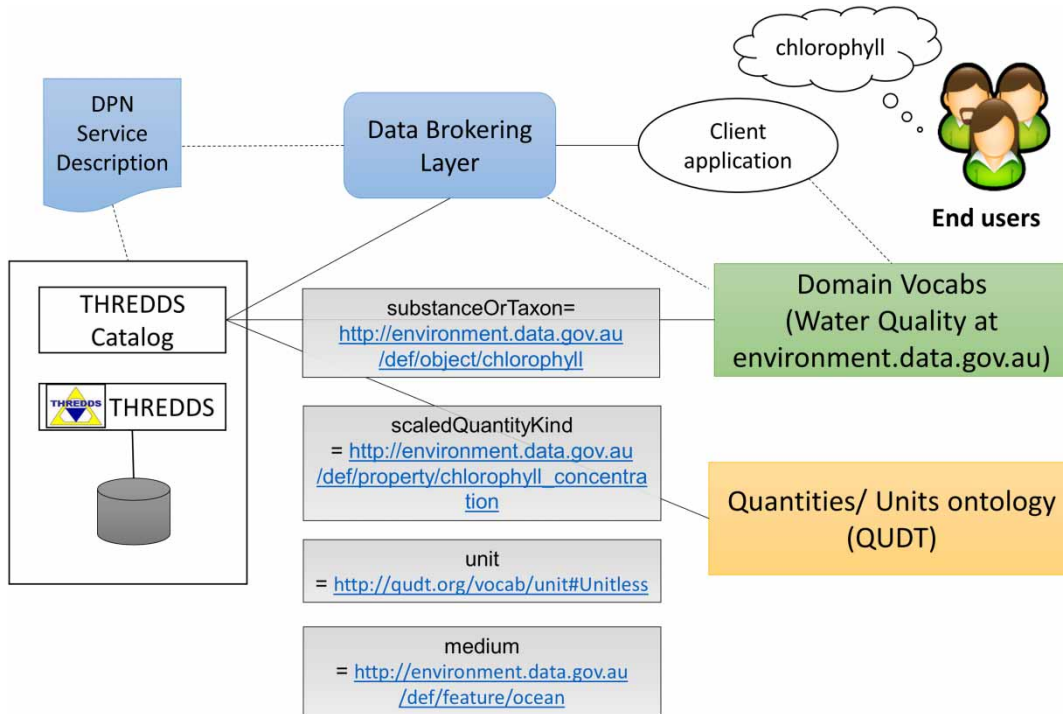 chlorophyll
DPN
Service
Description
Data Brokering
Layer
Client
application
End users
THREDDS
Catalog
substanceOrTaxon=
http://environment.data.gov.au
/def/object/chlorophyll
Domain Vocabs
(Water Quality at
environment.data.gov.au)
THREDDS
THREDDS
scaledQuantityKind
= http://environment.data.gov.au
/def/property/chlorophyll_concentra
tion
Quantities/ Units ontology
(QUDT)
unit
= http://qudt.org/vocab/unit#Unitless
medium
= http://environment.data.gov.au
/def/feature/ocean